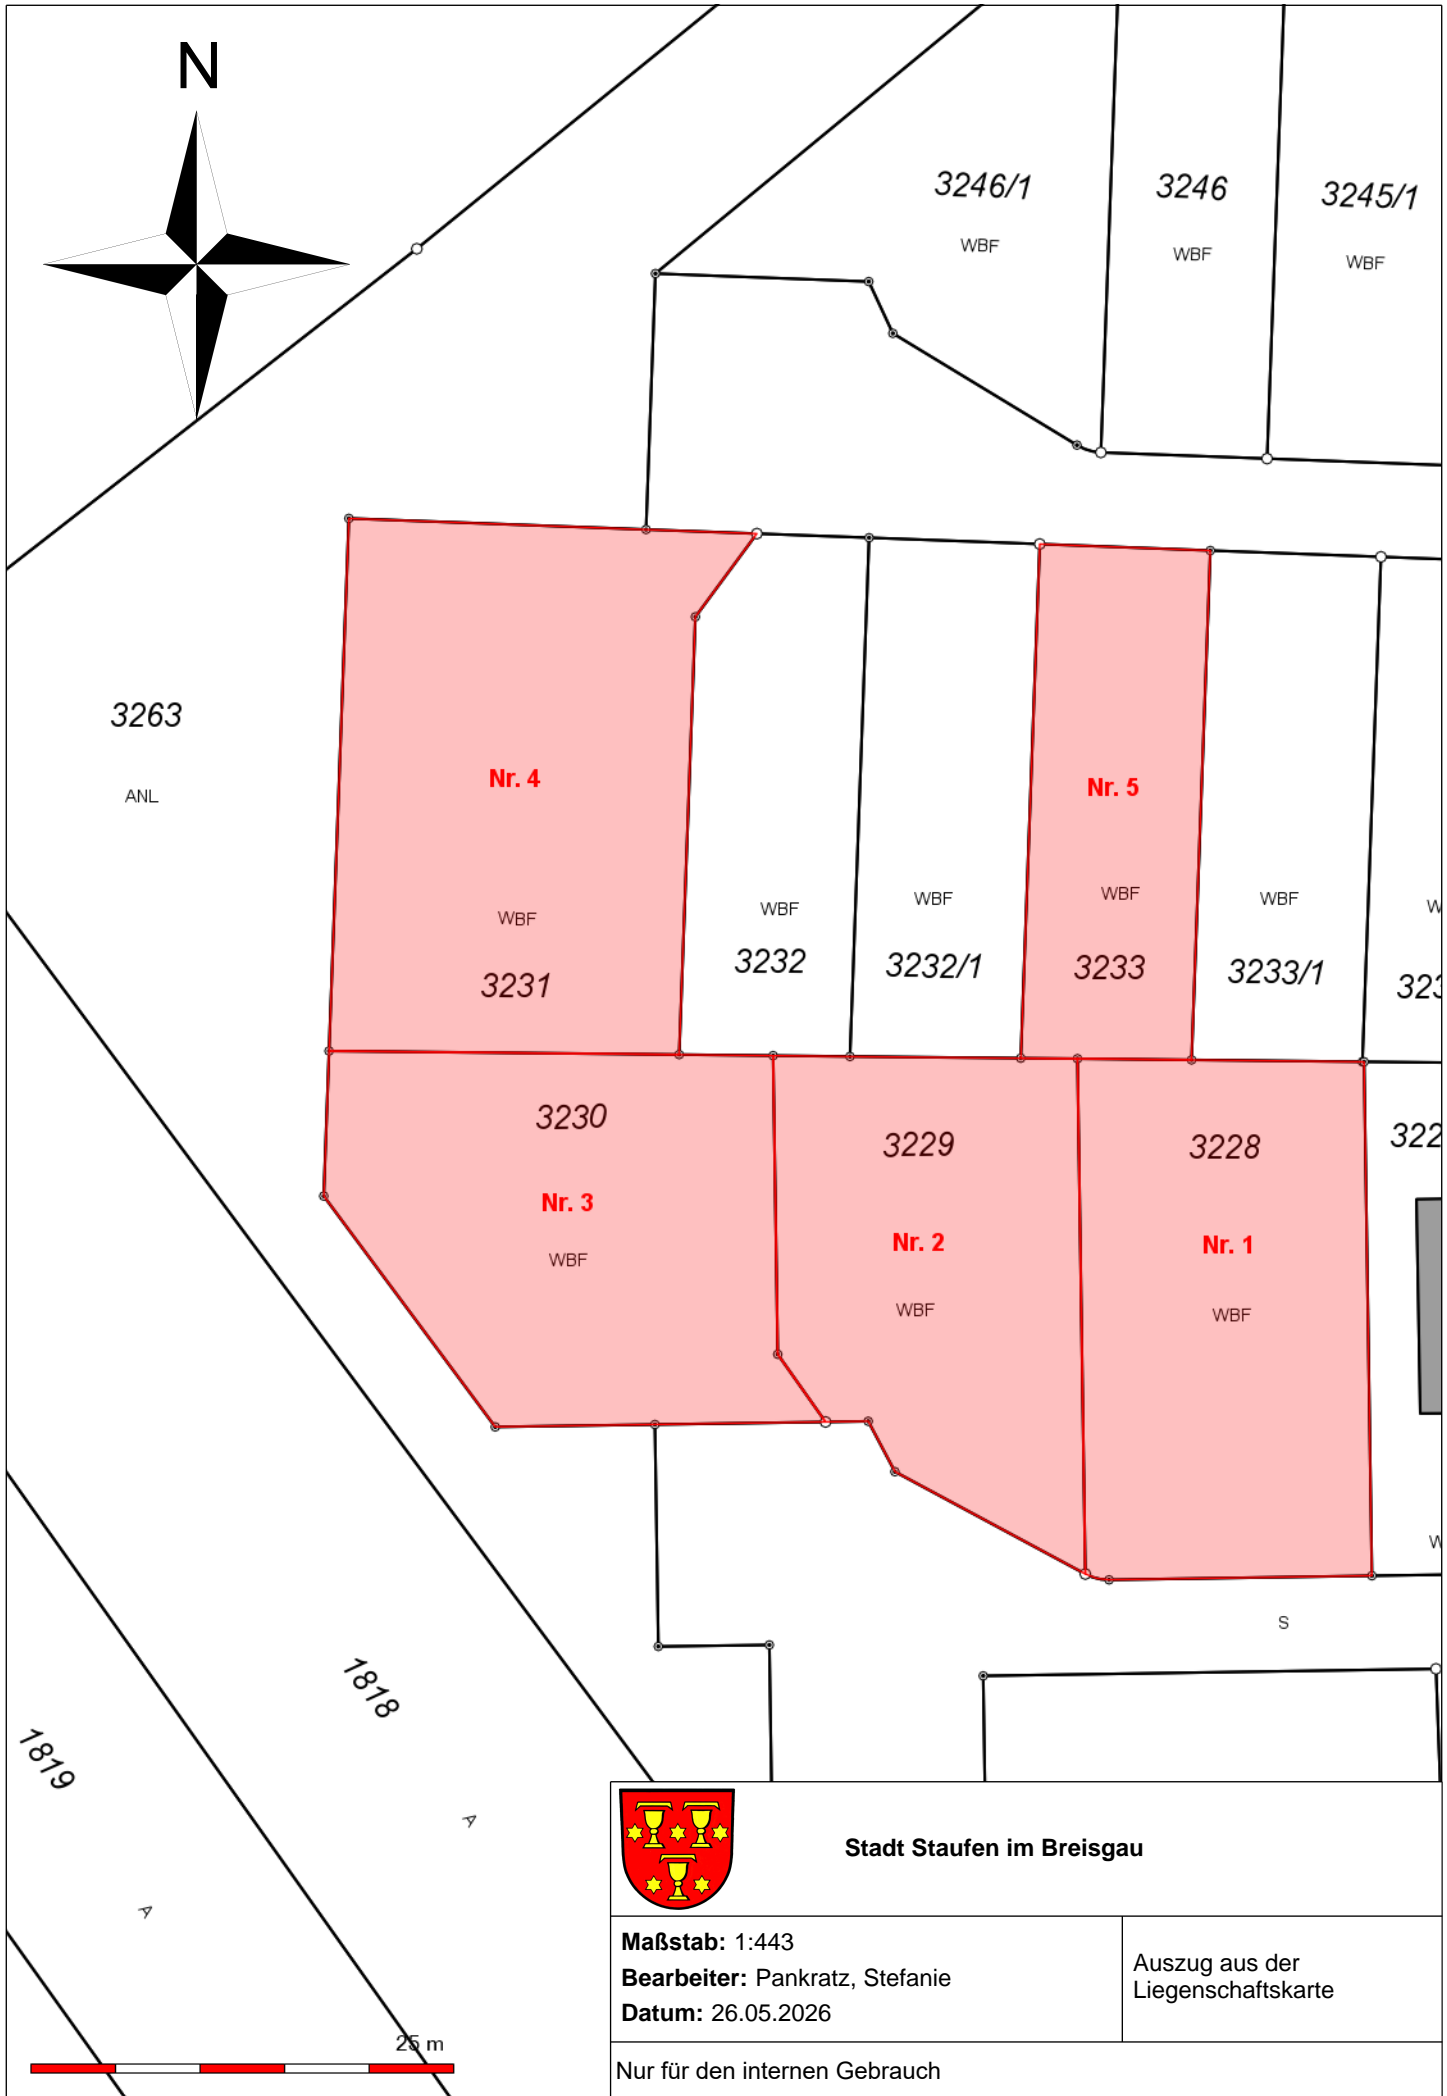 N
3246/1
3246
3245/1
WBF
WBF
WBF
3263
ANL
Nr. 4
Nr. 5
WBF
WBF
WBF
WBF
WBF
3231
3232
3232/1
3233
3233/1
3230
3229
3228
Nr. 3
Nr. 2
Nr. 1
WBF
WBF
WBF
S
1818
1819
A
A
Stadt Staufen im Breisgau
Maßstab: 1:443
Bearbeiter: Pankratz, Stefanie
Datum: 26.05.2026
Auszug aus der
Liegenschaftskarte
25 m
Nur für den internen Gebrauch